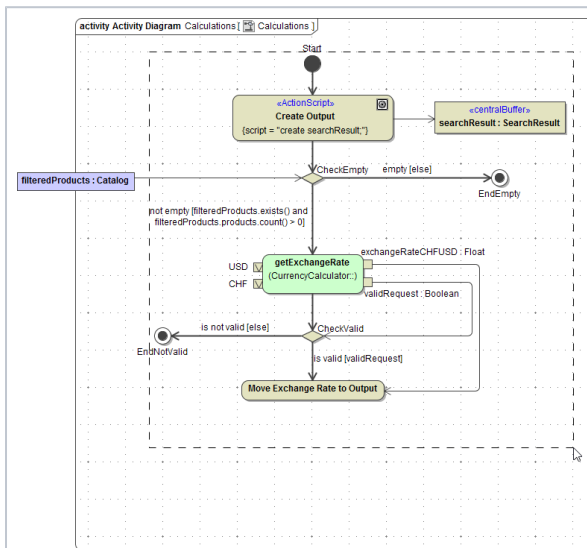 activity Activity Diagram Calculations [ Calculations ]
Start
«ActionScript»
Create Output
{script = "create searchResult;"}
«centralBuffer»
searchResult : SearchResult
CheckEmpty
empty [else]
EndEmpty
filteredProducts : Catalog
not empty [filteredProducts.exists() and
filteredProducts.products.count() > 0]
exchangeRateCHFUSD : Float
getExchangeRate
(CurrencyCalculator::)
USD
CHF
validRequest : Boolean
is not valid [else]
CheckValid
EndNotValid
is valid [validRequest]
Move Exchange Rate to Output